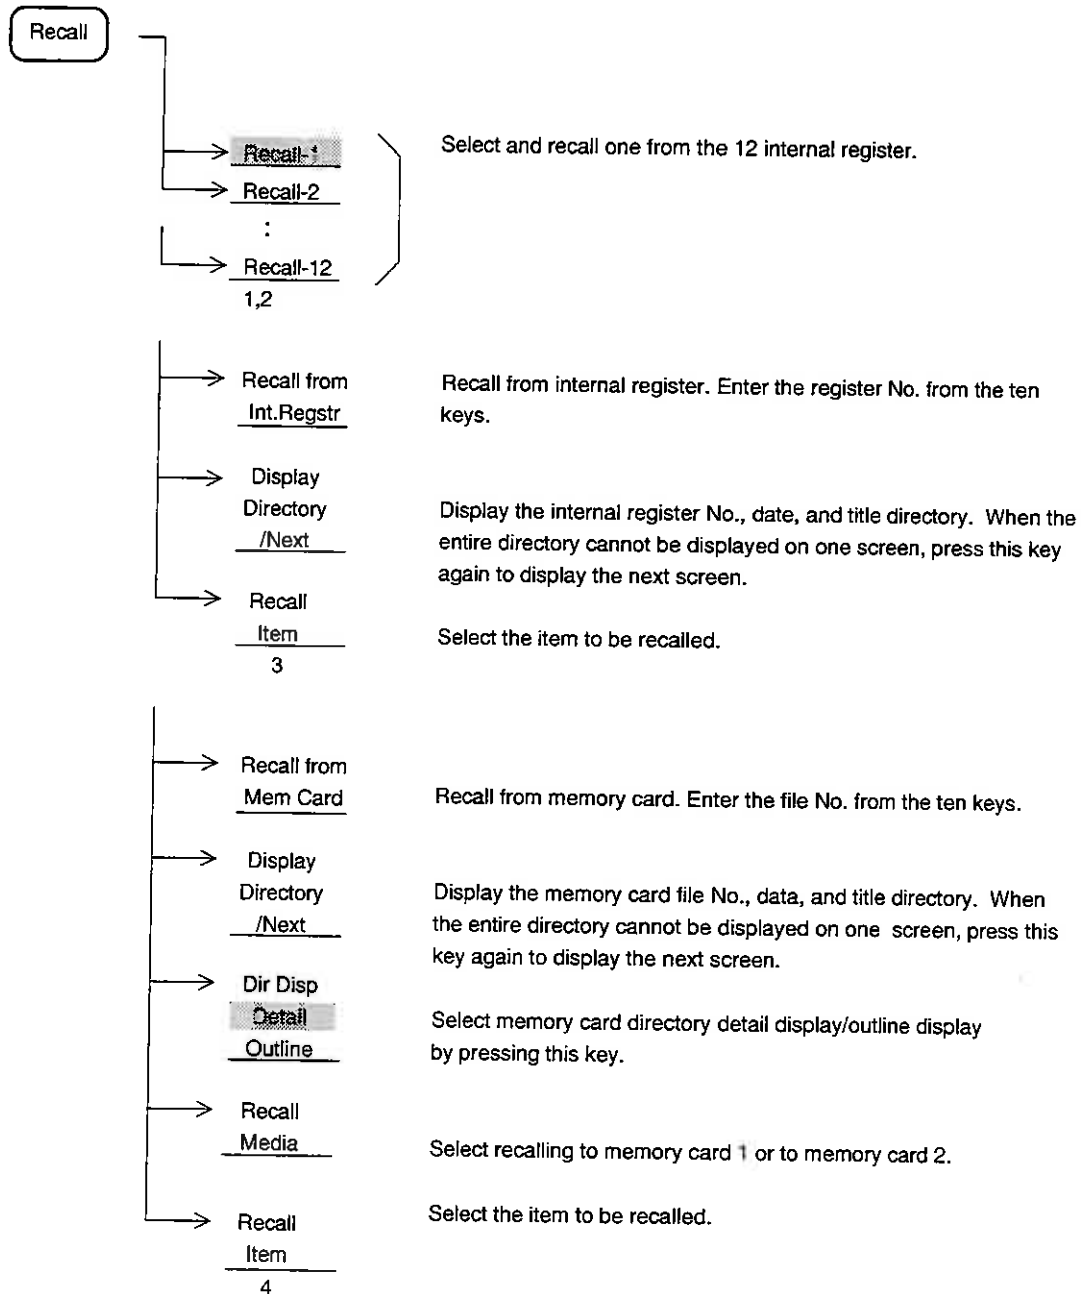 Recall
Recall-1
Select and recall one from the 12 internal register.
Recall-2
:
Recall-12
1,2
Recall from
Int.Regstr
Recall from internal register. Enter the register No. from the ten
keys.
Display
Directory
/Next
Display the internal register No., date, and title directory. When the
entire directory cannot be displayed on one screen, press this key
again to display the next screen.
Recall
Item
Select the item to be recalled.
3
Recall from
Mem Card
Recall from memory card. Enter the file No. from the ten keys.
Display
Directory
/Next
Display the memory card file No., data, and title directory. When
the entire directory cannot be displayed on one screen, press this
key again to display the next screen.
Dir Disp
Detail
Outline
Select memory card directory detail display/outline display
by pressing this key.
Recall
Media
Select recalling to memory card 1 or to memory card 2.
Recall
Item
Select the item to be recalled.
4